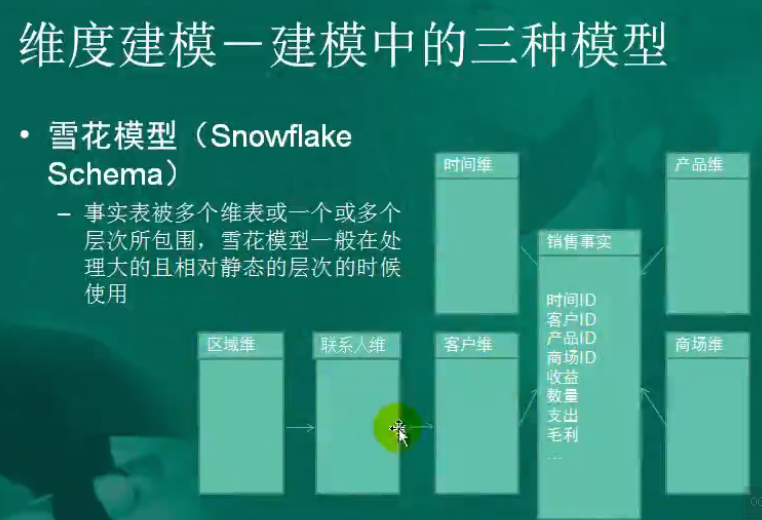 维度建模－建模中的三种模型
• 雪花模型（Snowflake
Schema）
– 事实表被多个维表或一个或多个
层次所包围，雪花模型一般在处
理大的且相对静态的层次的时候
使用
时间维
产品维
销售事实
时间ID
客户ID
产品ID
商场ID
收益
数量
支出
毛利
...
区域维
联系人维
客户维
商场维